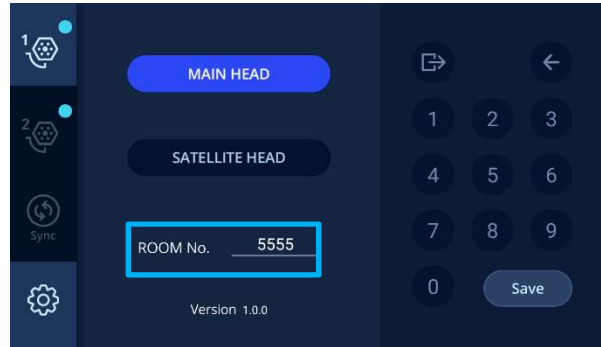 1
2
Sync
MAIN HEAD
SATELLITE HEAD
ROOM No. 5555
Version 1.0.0
1 2 3
4 5 6
7 8 9
0 Save